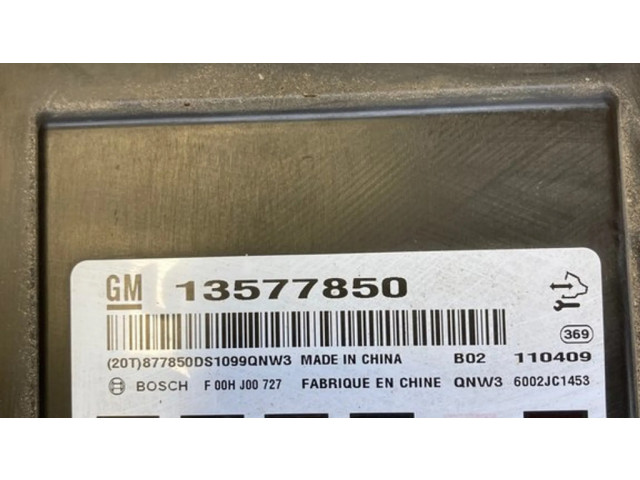 GM 13577850
369
(20T)877850DS1099QNW3 MADE IN CHINA B02 110409
BOSCH F 00H J00 727 FABRIQUE EN CHINE QNW3 6002JC1453